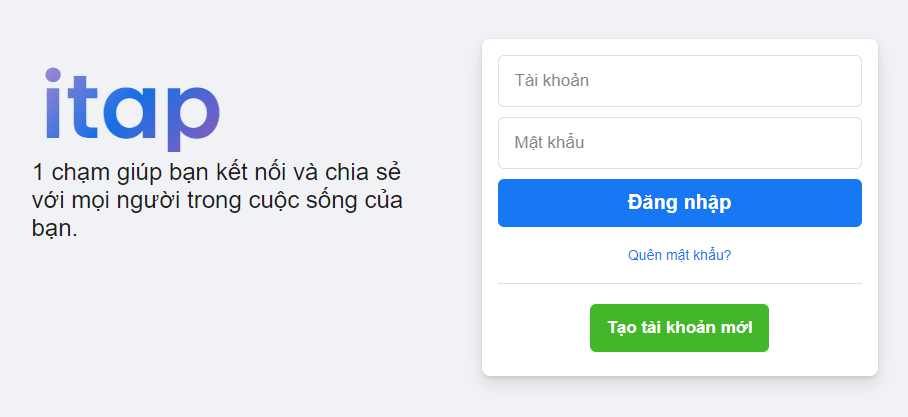 itap
1 chạm giúp bạn kết nối và chia sẻ
với mọi người trong cuộc sống của
bạn.
Tài khoản
Mật khẩu
Đăng nhập
Quên mật khẩu?
Tạo tài khoản mới